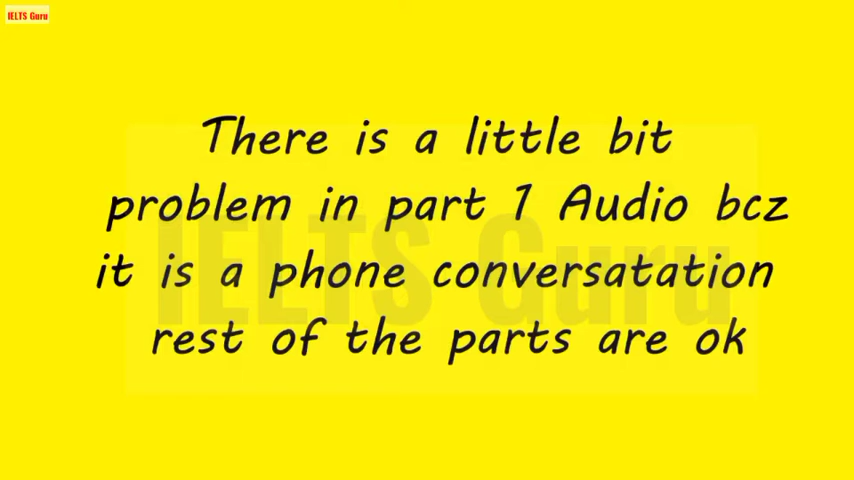 IELTS Guru
There is a little bit
problem in part 1 Audio bcz
it is a phone conversatation
rest of the parts are ok
IELTS Guru